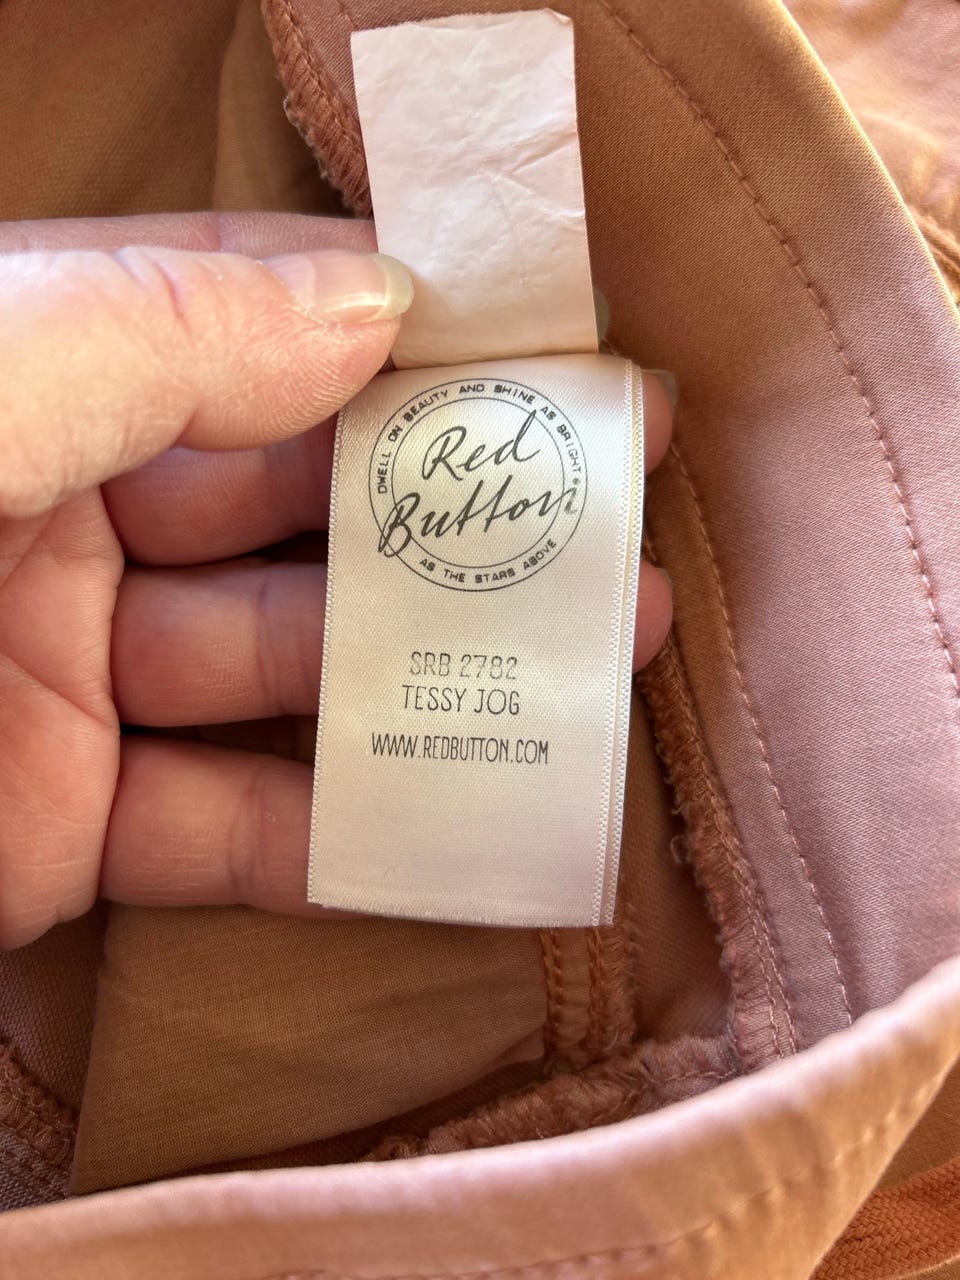 DWELL ON BEAUTY AND SHINE AS BRIGHT
Red
Button
AS THE STARS ABOVE
SRB 2782
TESSY JOG
WWW.REDBUTTON.COM